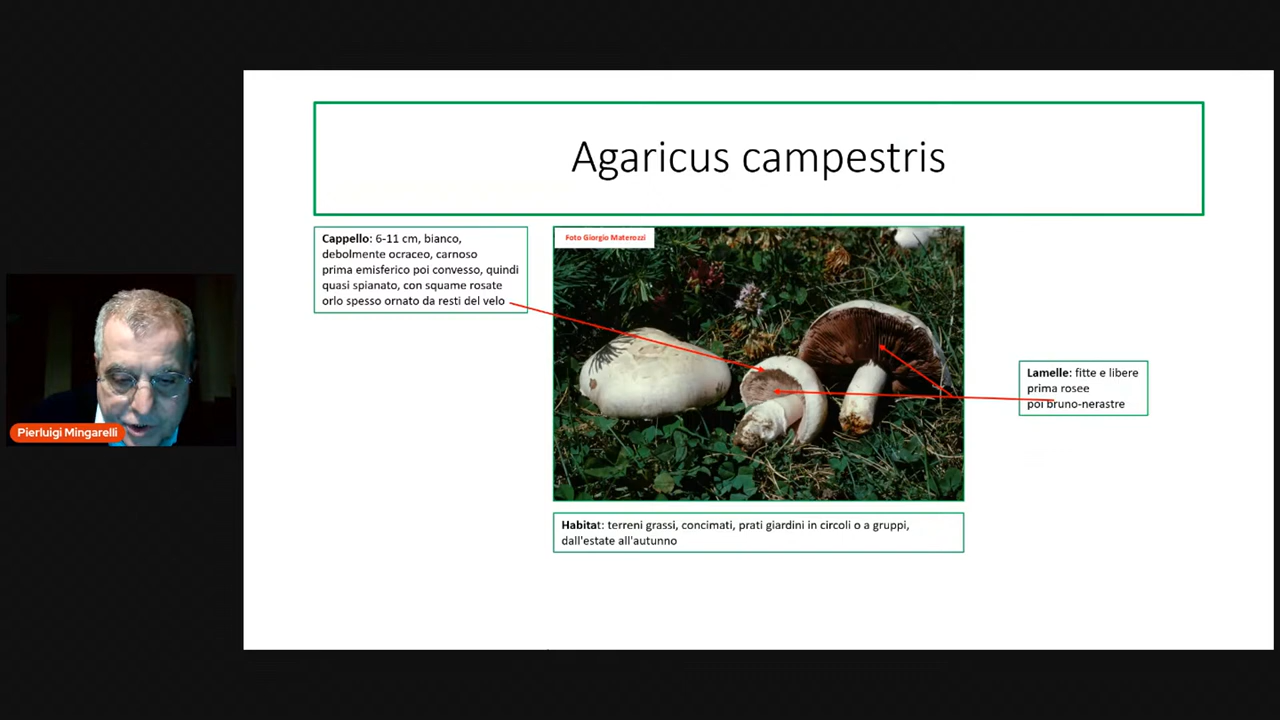 Agaricus campestris
Cappello: 6-11 cm, bianco,
debolmente ocraceo, carnoso
prima emisferico poi convesso, quindi
quasi spianato, con squame rosate
orlo spesso ornato da resti del velo
Foto Giorgio Materozzi
Lamelle: fitte e libere
prima rosee
poi bruno-nerastre
Pierluigi Mingarelli
Habitat: terreni grassi, concimati, prati giardini in circoli o a gruppi,
dall'estate all'autunno